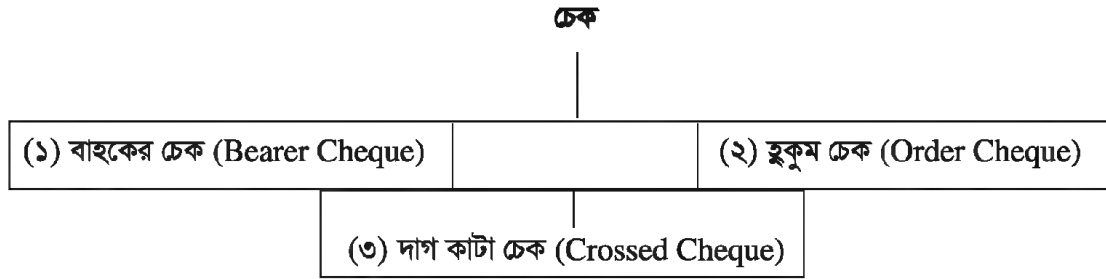 চেক
(১) বাহকের চেক (Bearer Cheque) (২) হুকুম চেক (Order Cheque)
(৩) দাগ কাটা চেক (Crossed Cheque)